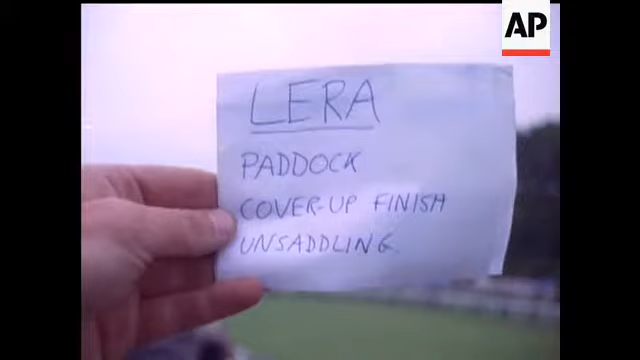 AP
LERA
PADDOCK
COVER-UP FINISH
UNSADDLING